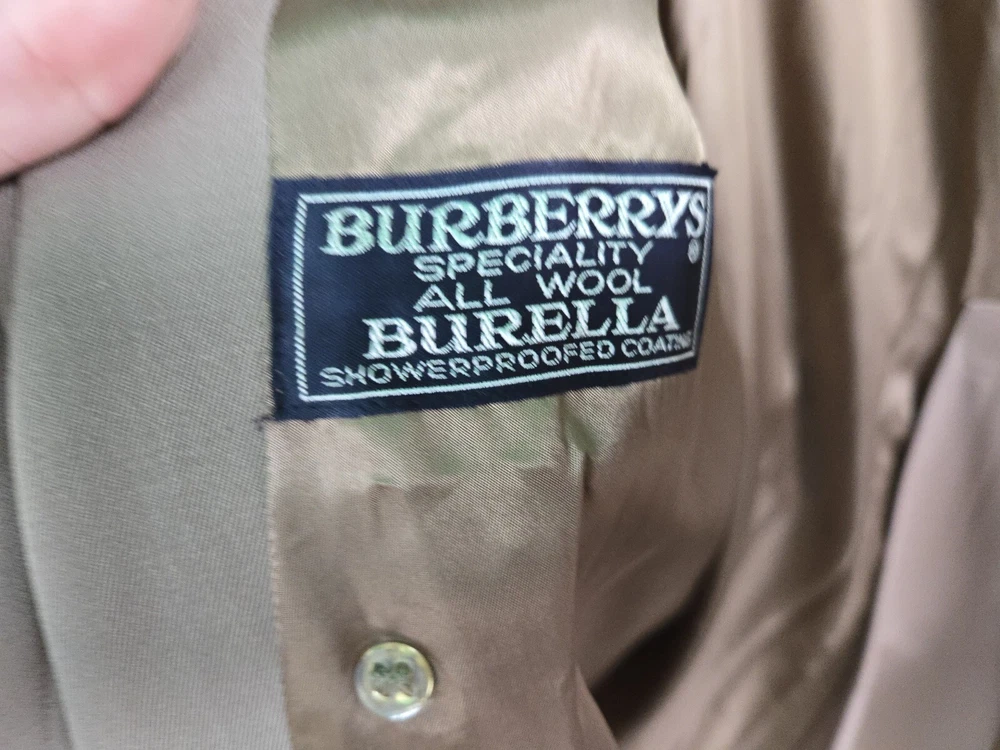 BURBERRYS®
SPECIALITY
ALL WOOL
BURELLA
SHOWERPROOFED COATING